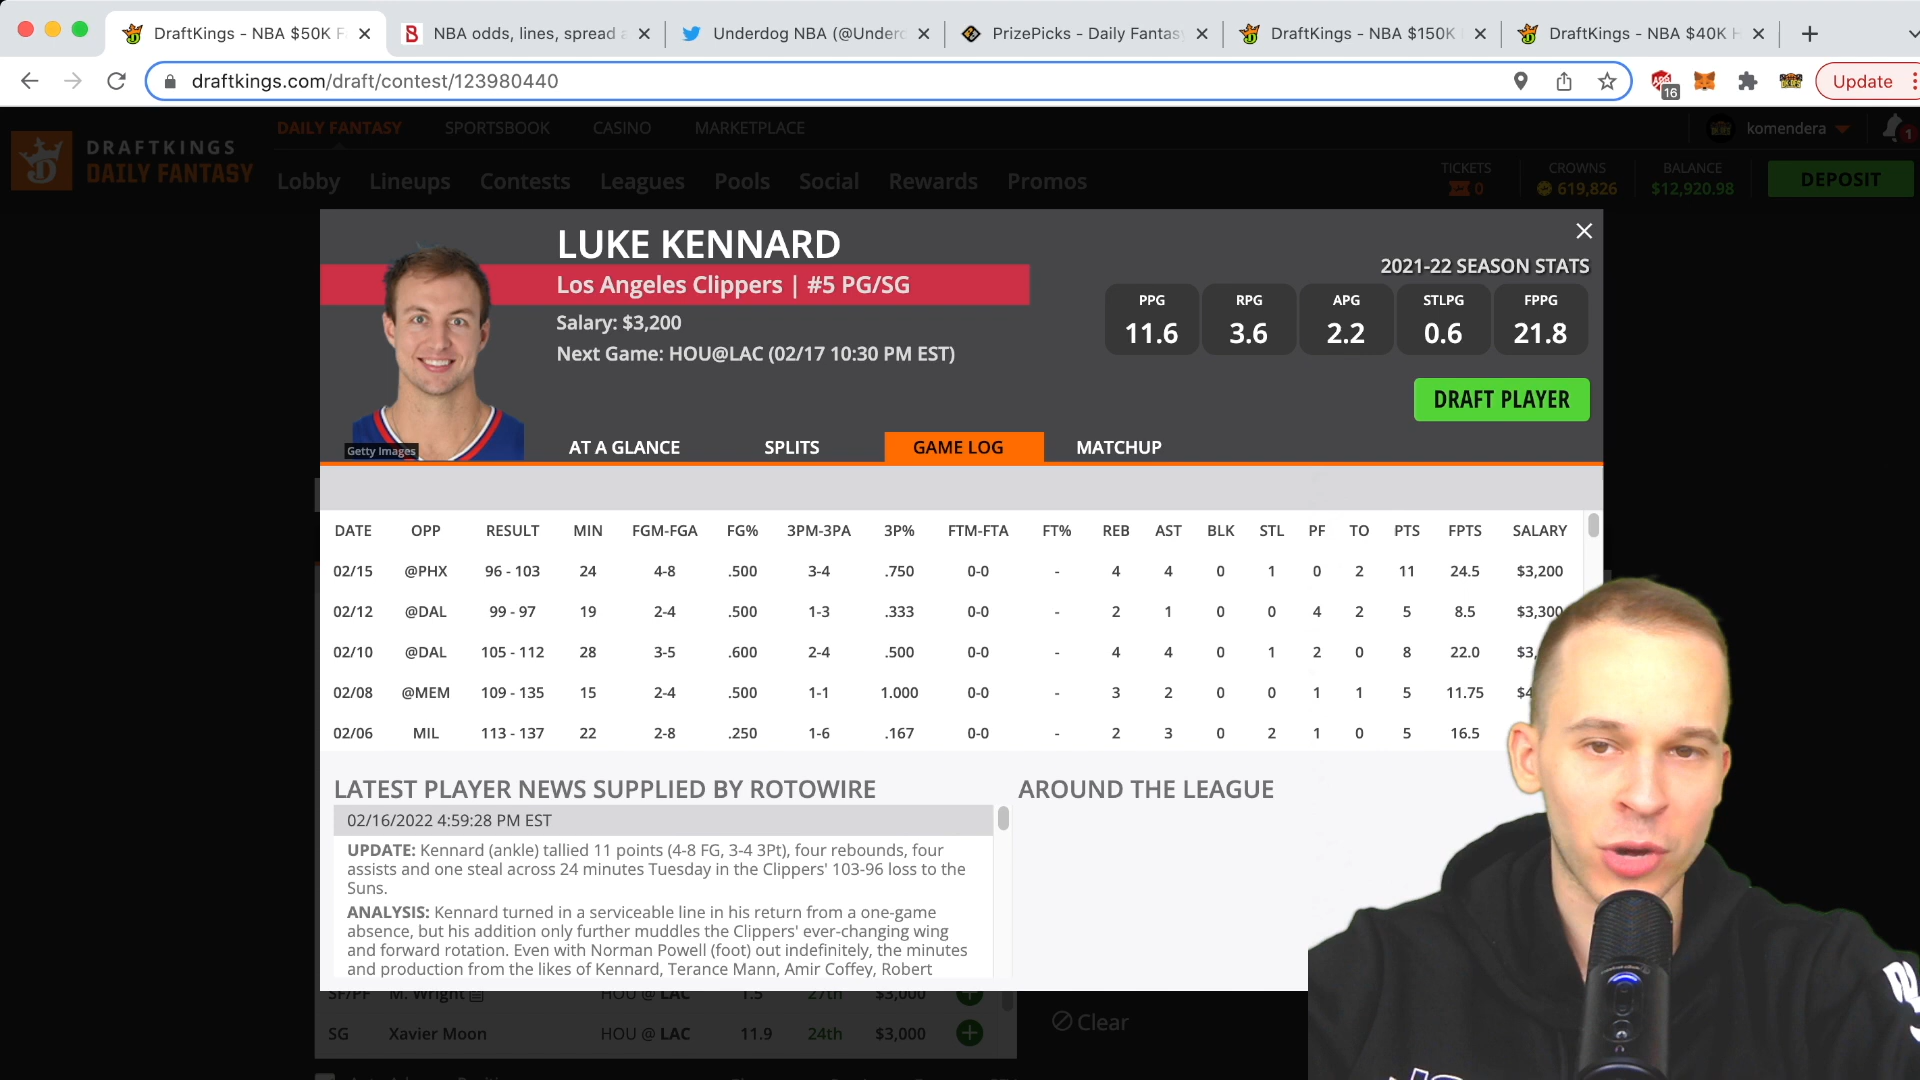 DraftKings - NBA $50K F
NBA odds, lines, spread a
Underdog NBA (@Underd
PrizePicks - Daily Fantasy
DraftKings - NBA $150K
DraftKings - NBA $40K H
draftkings.com/draft/contest/123980440
16
Update
DAILY FANTASY SPORTSBOOK CASINO MARKETPLACE
komendera
1
DRAFTKINGS
DAILY FANTASY
Lobby Lineups Contests Leagues Pools Social Rewards Promos
TICKETS CROWNS BALANCE
0 619,826 $12,920.98
DEPOSIT
LUKE KENNARD
Los Angeles Clippers | #5 PG/SG
Salary: $3,200
Next Game: HOU@LAC (02/17 10:30 PM EST)
2021-22 SEASON STATS
PPG RPG APG STLPG FPPG
11.6 3.6 2.2 0.6 21.8
DRAFT PLAYER
Getty Images
AT A GLANCE SPLITS GAME LOG MATCHUP
DATE OPP RESULT MIN FGM-FGA FG% 3PM-3PA 3P% FTM-FTA FT% REB AST BLK STL PF TO PTS FPTS SALARY
02/15 @PHX 96 - 103 24 4-8 .500 3-4 .750 0-0 - 4 4 0 1 0 2 11 24.5 $3,200
02/12 @DAL 99 - 97 19 2-4 .500 1-3 .333 0-0 - 2 1 0 0 4 2 5 8.5 $3,300
02/10 @DAL 105 - 112 28 3-5 .600 2-4 .500 0-0 - 4 4 0 1 2 0 8 22.0 $3,
02/08 @MEM 109 - 135 15 2-4 .500 1-1 1.000 0-0 - 3 2 0 0 1 1 5 11.75 $4
02/06 MIL 113 - 137 22 2-8 .250 1-6 .167 0-0 - 2 3 0 2 1 0 5 16.5
LATEST PLAYER NEWS SUPPLIED BY ROTOWIRE
02/16/2022 4:59:28 PM EST
UPDATE: Kennard (ankle) tallied 11 points (4-8 FG, 3-4 3Pt), four rebounds, four
assists and one steal across 24 minutes Tuesday in the Clippers' 103-96 loss to the
Suns.
ANALYSIS: Kennard turned in a serviceable line in his return from a one-game
absence, but his addition only further muddles the Clippers' ever-changing wing
and forward rotation. Even with Norman Powell (foot) out indefinitely, the minutes
and production from the likes of Kennard, Terance Mann, Amir Coffey, Robert
AROUND THE LEAGUE
SF/PF M. Wright HOU @ LAC 1.5 27th $3,000
SG Xavier Moon HOU @ LAC 11.9 24th $3,000
Clear